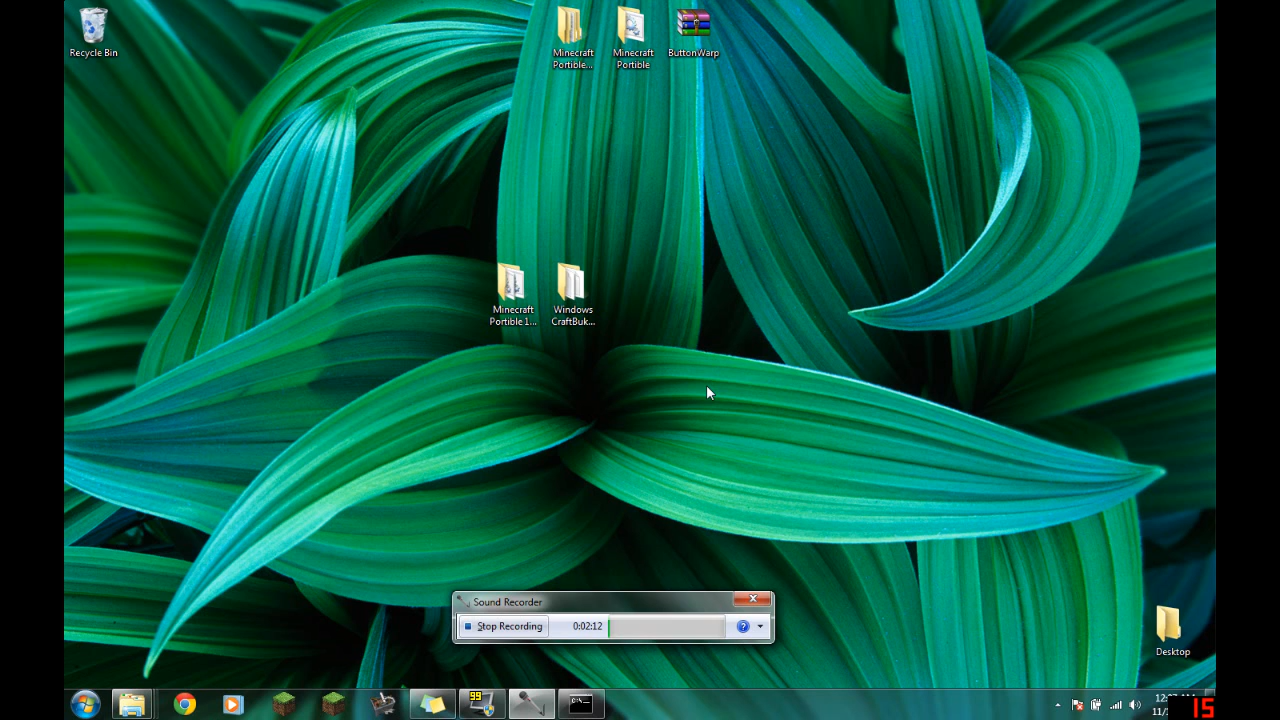 Recycle Bin
Minecraft
Portible...
Minecraft
Portible
ButtonWarp
Minecraft
Portible 1...
Windows
CraftBuk...
Sound Recorder
Stop Recording
0:02:12
Desktop
99
C:\
15